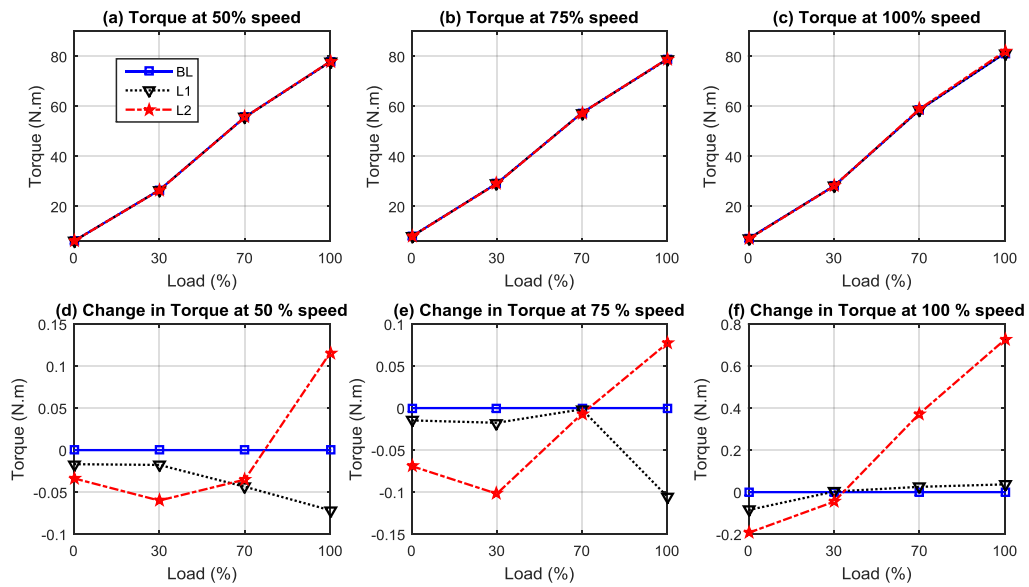 (a) Torque at 50% speed
80
60
40
20
0 30 70 100
Torque (N.m)
Load (%)
BL
L1
L2
(b) Torque at 75% speed
80
60
40
20
0 30 70 100
Torque (N.m)
Load (%)
(c) Torque at 100% speed
80
60
40
20
0 30 70 100
Torque (N.m)
Load (%)
(d) Change in Torque at 50 % speed
0.15
0.1
0.05
0
-0.05
-0.1
0 30 70 100
Torque (N.m)
Load (%)
(e) Change in Torque at 75 % speed
0.1
0.05
0
-0.05
-0.1
-0.15
0 30 70 100
Torque (N.m)
Load (%)
(f) Change in Torque at 100 % speed
0.8
0.6
0.4
0.2
0
-0.2
0 30 70 100
Torque (N.m)
Load (%)